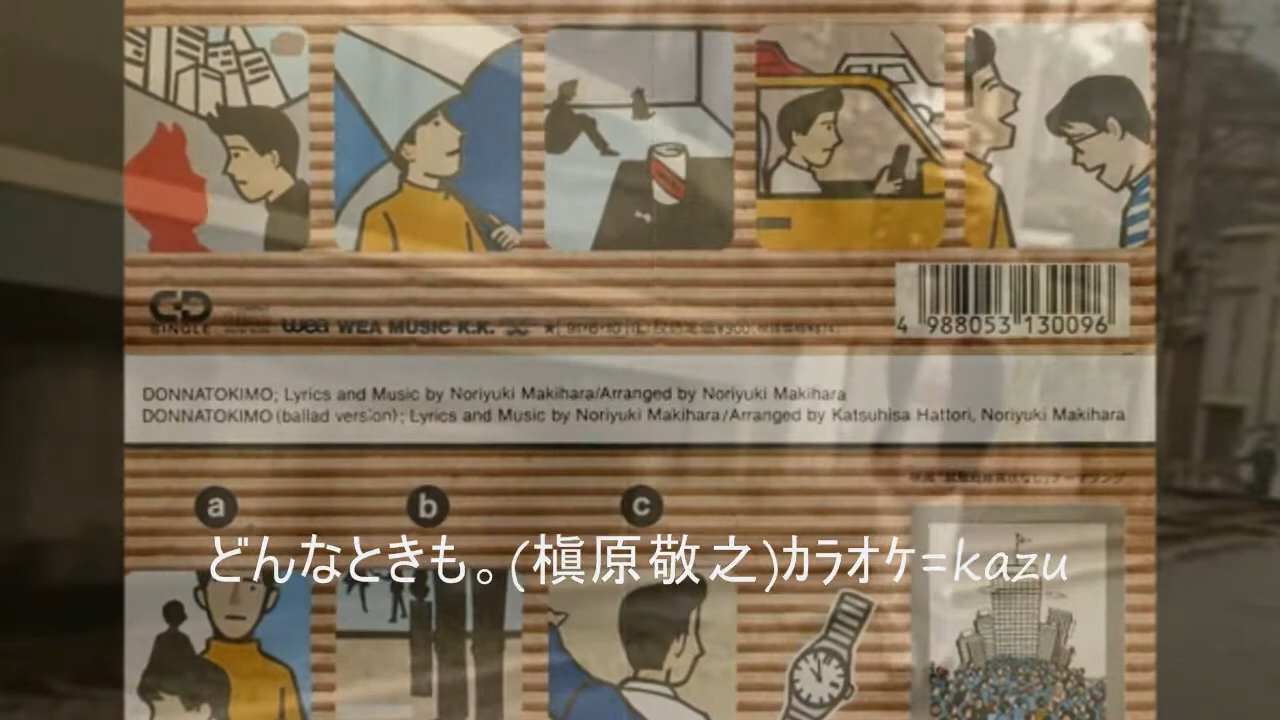 CD
SINGLE
wea WEA MUSIC K.K.
4 988053 130096
DONNATOKIMO; Lyrics and Music by Noriyuki Makihara/Arranged by Noriyuki Makihara
DONNATOKIMO (ballad version); Lyrics and Music by Noriyuki Makihara/Arranged by Katsuhisa Hattori, Noriyuki Makihara
a b c
どんなときも。(槇原敬之)カラオケ=kazu